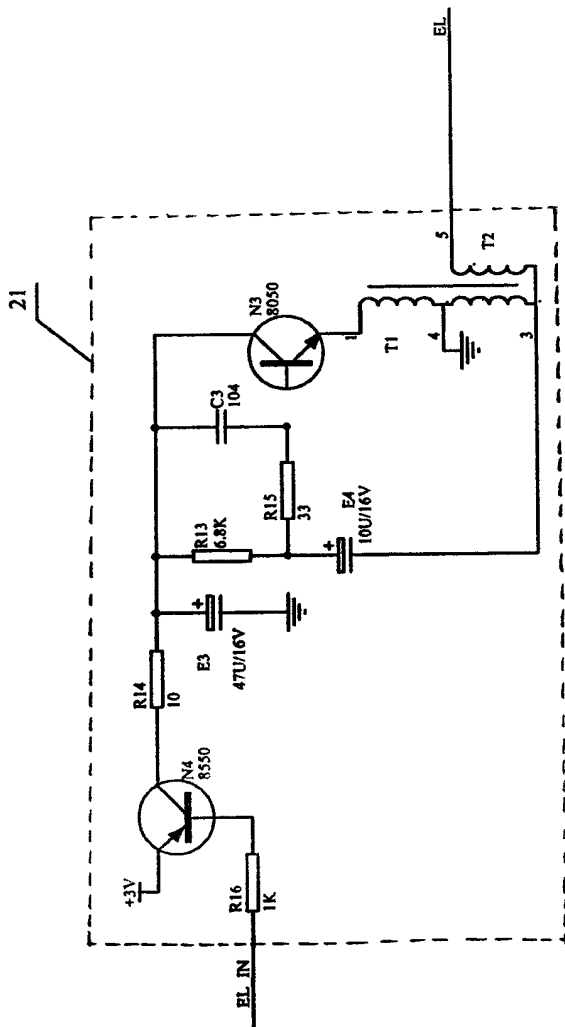 21
EL IN
R16
1K
+3V
N4
8550
R14
10
E3
+
47U/16V
R13
6.8K
C3
104
R15
33
+
E4
10U/16V
N3
8050
1
T1
4
3
5
T2
EL